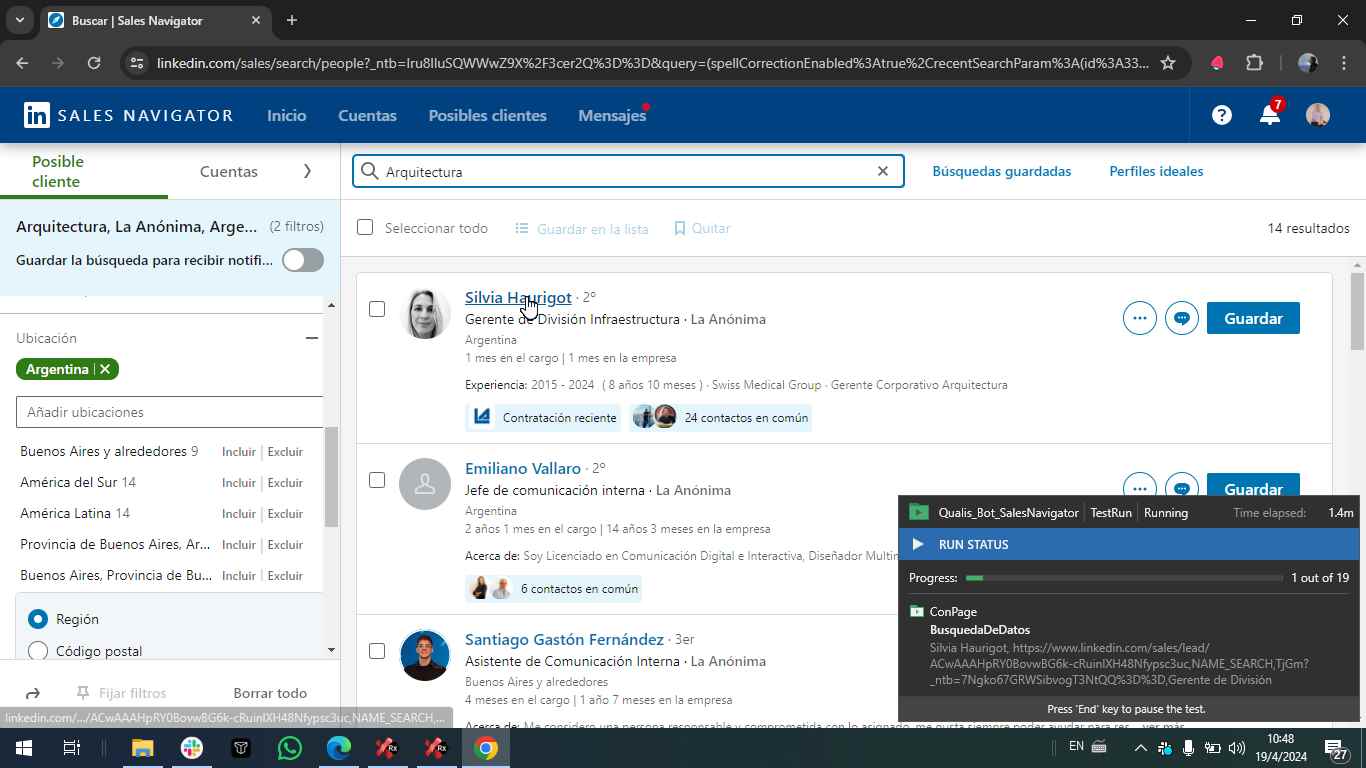 Buscar | Sales Navigator
linkedin.com/sales/search/people?_ntb=Iru8IIuSQWWwZ9X%2F3cer2Q%3D%3D&query=(spellCorrectionEnabled%3Atrue%2CrecentSearchParam%3A(id%3A33...
in SALES NAVIGATOR
Inicio
Cuentas
Posibles clientes
Mensajes
7
Posible cliente
Cuentas
Arquitectura
Búsquedas guardadas
Perfiles ideales
Arquitectura, La Anónima, Arge... (2 filtros)
Guardar la búsqueda para recibir notifi...
Seleccionar todo
Guardar en la lista
Quitar
14 resultados
Ubicación
Argentina
Añadir ubicaciones
Buenos Aires y alrededores 9 Incluir | Excluir
América del Sur 14 Incluir | Excluir
América Latina 14 Incluir | Excluir
Provincia de Buenos Aires, Ar... Incluir | Excluir
Buenos Aires, Provincia de Bu... Incluir | Excluir
Región
Código postal
Fijar filtros
Borrar todo
linkedin.com/.../ACwAAAHpRY0BovwBG6k-cRuinIXH48Nfypsc3uc,NAME_SEARCH,...
Silvia Haurigot · 2º
Gerente de División Infraestructura · La Anónima
Argentina
1 mes en el cargo | 1 mes en la empresa
Experiencia: 2015 - 2024 ( 8 años 10 meses ) · Swiss Medical Group · Gerente Corporativo Arquitectura
Contratación reciente
24 contactos en común
Guardar
Emiliano Vallaro · 2º
Jefe de comunicación interna · La Anónima
Argentina
2 años 1 mes en el cargo | 14 años 3 meses en la empresa
Acerca de: Soy Licenciado en Comunicación Digital e Interactiva, Diseñador
6 contactos en común
Guardar
Santiago Gastón Fernández · 3er
Asistente de Comunicación Interna · La Anónima
Buenos Aires y alrededores
4 meses en el cargo | 1 año 7 meses en la empresa
Qualis_Bot_SalesNavigator | TestRun | Running
Time elapsed: 1.4m
RUN STATUS
Progress: 1 out of 19
ConPage
BusquedaDeDatos
Silvia Haurigot, https://www.linkedin.com/sales/lead/
ACwAAAHpRY0BovwBG6k-cRuinIXH48Nfypsc3uc,NAME_SEARCH,TjGm?
_ntb=7Ngko67GRWSibvogT3NtQQ%3D%3D,Gerente de División
Press 'End' key to pause the test.
Rx
Rx
EN
10:48
19/4/2024
27